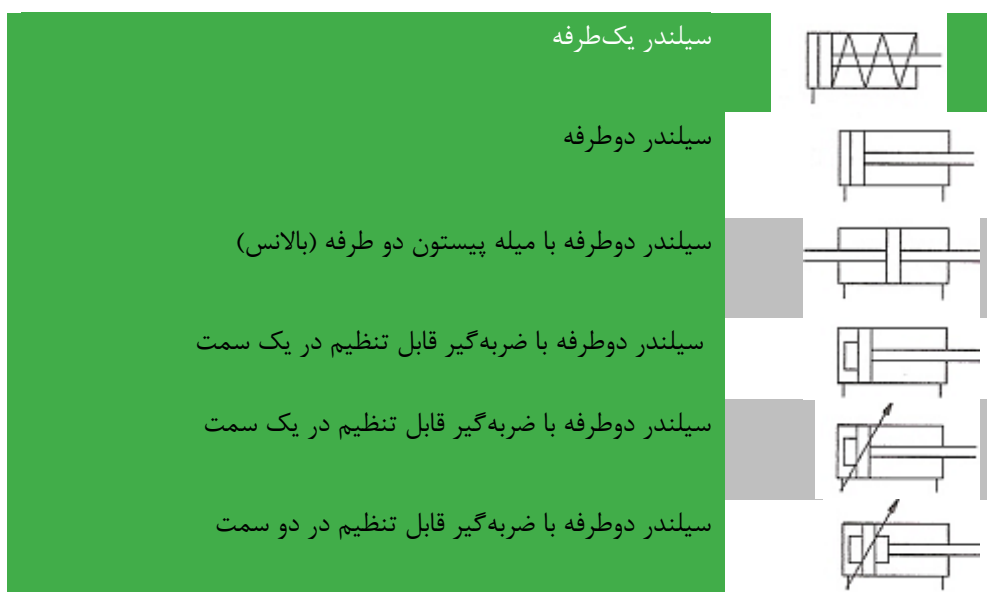 سیلندر یک‌طرفه
سیلندر دوطرفه
سیلندر دوطرفه با میله پیستون دو طرفه (بالانس)
سیلندر دوطرفه با ضربه‌گیر قابل تنظیم در یک سمت
سیلندر دوطرفه با ضربه‌گیر قابل تنظیم در یک سمت
سیلندر دوطرفه با ضربه‌گیر قابل تنظیم در دو سمت